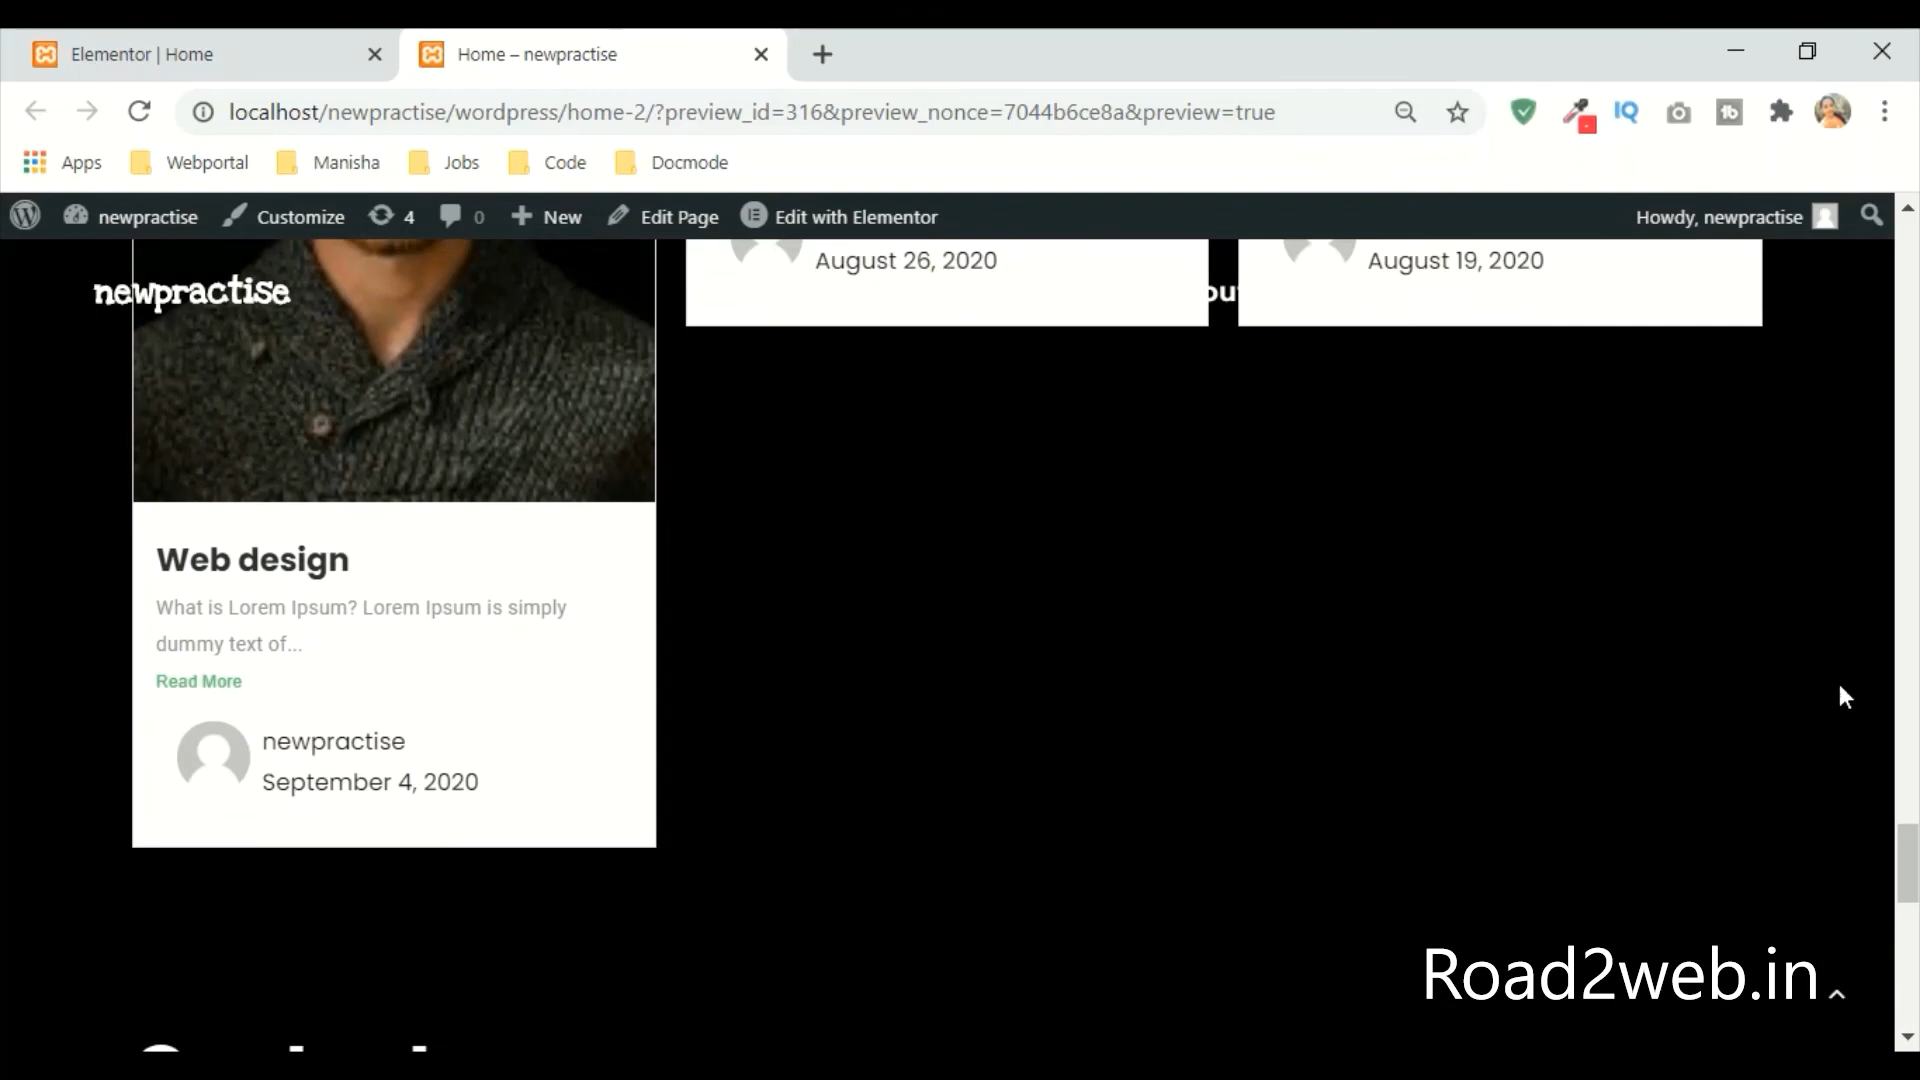 Elementor | Home
Home – newpractise
localhost/newpractise/wordpress/home-2/?preview_id=316&preview_nonce=7044b6ce8a&preview=true
IQ
tb
Apps
Webportal
Manisha
Jobs
Code
Docmode
newpractise
Customize
4
0
New
Edit Page
Edit with Elementor
Howdy, newpractise
August 26, 2020
August 19, 2020
newpractise
Web design
What is Lorem Ipsum? Lorem Ipsum is simply
dummy text of...
Read More
newpractise
September 4, 2020
Road2web.in